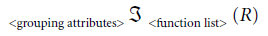 <grouping attributes> ℑ <function list> (R)